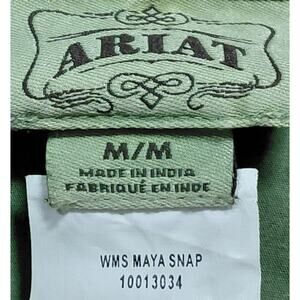 ARIAT
M/M
MADE IN INDIA
FABRIQUÉ EN INDE
WMS MAYA SNAP
10013034